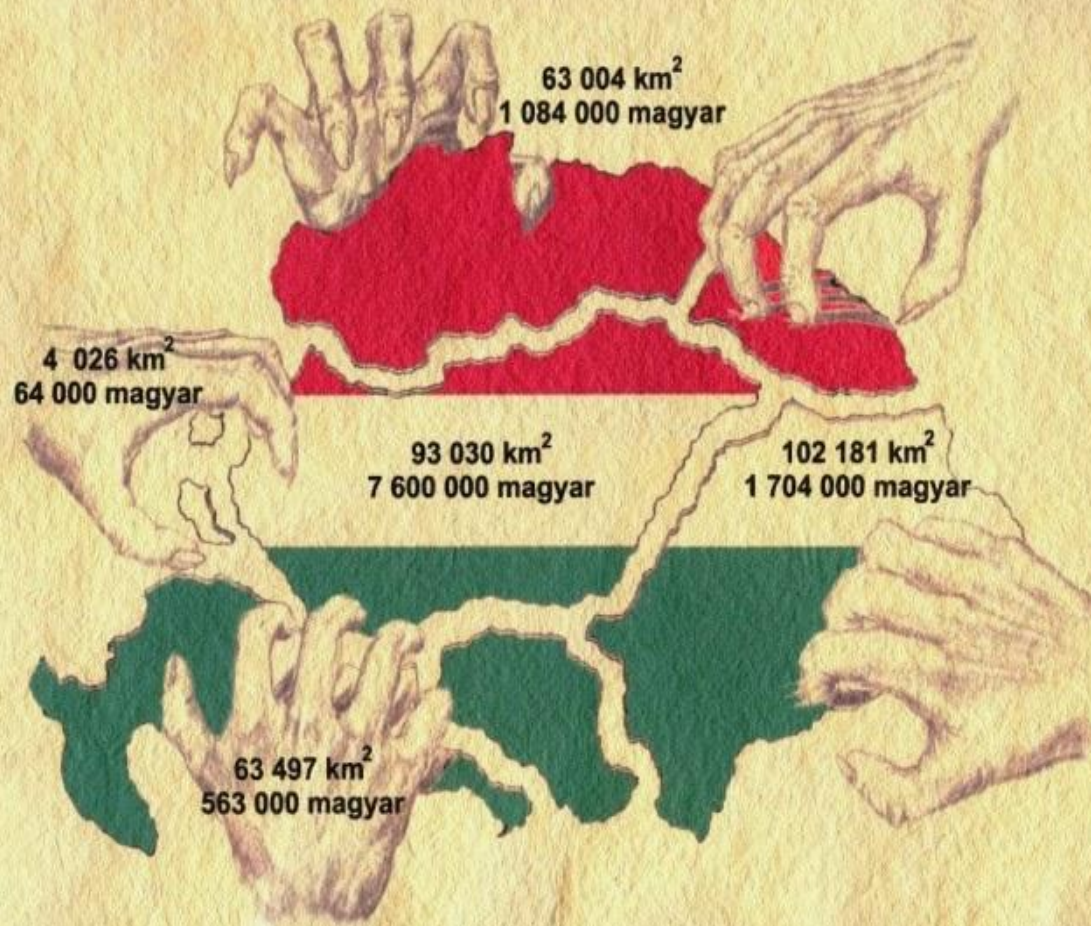 63 004 km²
1 084 000 magyar
4 026 km²
64 000 magyar
93 030 km²
7 600 000 magyar
102 181 km²
1 704 000 magyar
63 497 km²
563 000 magyar